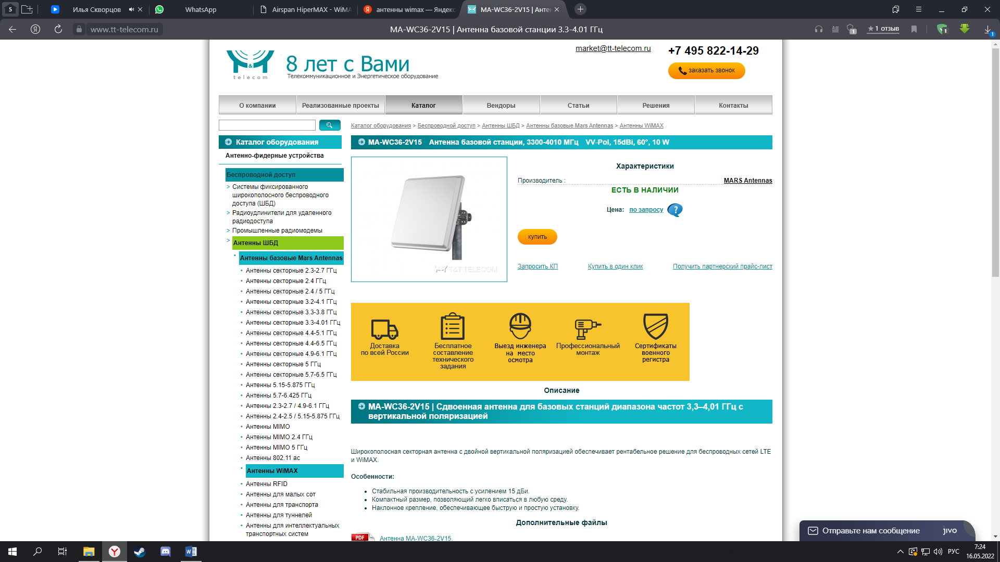 5
Илья Скворцов
WhatsApp
Airspan HiperMAX - WiMA
антенны wimax — Яндекс
MA-WC36-2V15 | Анте
www.tt-telecom.ru
MA-WC36-2V15 | Антенна базовой станции 3.3-4.01 ГГц
1
★ 1 отзыв
1
1
&
telecom
8 лет с Вами
Телекоммуникационное и Энергетическое оборудование
market@tt-telecom.ru
+7 495 822-14-29
заказать звонок
О компании
Реализованные проекты
Каталог
Вендоры
Статьи
Решения
Контакты
Каталог оборудования > Беспроводной доступ > Антенны ШБД > Антенны базовые Mars Antennas > Антенны WiMAX
Каталог оборудования
Антенно-фидерные устройства
Беспроводной доступ
> Системы фиксированного
широкополосного беспроводного
доступа (ШБД)
> Радиоудлинители для удаленного
радиодоступа
> Промышленные радиомодемы
> Антенны ШБД
Антенны базовые Mars Antennas
Антенны секторные 2.3-2.7 ГГц
Антенны секторные 2.4 ГГц
Антенны секторные 2.4 / 5 ГГц
Антенны секторные 3.2-4.1 ГГц
Антенны секторные 3.3-3.8 ГГц
Антенны секторные 3.3-4.01 ГГц
Антенны секторные 4.4-5.1 ГГц
Антенны секторные 4.4-6.5 ГГц
Антенны секторные 4.9-6.1 ГГц
Антенны секторные 5 ГГц
Антенны секторные 5.7-6.5 ГГц
Антенны 5.15-5.875 ГГц
Антенны 5.7-6.425 ГГц
Антенны 2.3-2.7 / 4.9-6.1 ГГц
Антенны 2.4-2.5 / 5.15-5.875 ГГц
Антенны MIMO
Антенны MIMO 2.4 ГГц
Антенны MIMO 5 ГГц
Антенны 802.11 ac
Антенны WiMAX
Антенны RFID
Антенны для малых сот
Антенны для транспорта
Антенны для туннелей
Антенны для интеллектуальных
транспортных систем
MA-WC36-2V15 Антенна базовой станции, 3300-4010 МГц VV-Pol, 15dBi, 60°, 10 W
T&T TELECOM
Характеристики
Производитель :
MARS Antennas
ЕСТЬ В НАЛИЧИИ
Цена: по запросу
?
купить
Запросить КП
Купить в один клик
Получить партнерский прайс-лист
Доставка
по всей России
Бесплатное
составление
технического
задания
Выезд инженера
на место
осмотра
Профессиональный
монтаж
Сертификаты
военного
регистра
Описание
MA-WC36-2V15 | Сдвоенная антенна для базовых станций диапазона частот 3,3–4,01 ГГц с
вертикальной поляризацией
Широкополосная секторная антенна с двойной вертикальной поляризацией обеспечивает рентабельное решение для беспроводных сетей LTE
и WiMAX.
Особенности:
Стабильная производительность с усилением 15 дБи.
Компактный размер, позволяющий легко вписаться в любую среду.
Наклонное крепление, обеспечивающее быструю и простую установку.
Дополнительные файлы
PDF
Антенна MA-WC36-2V15.
Отправьте нам сообщение
jivo
РУС
7:24
16.05.2022